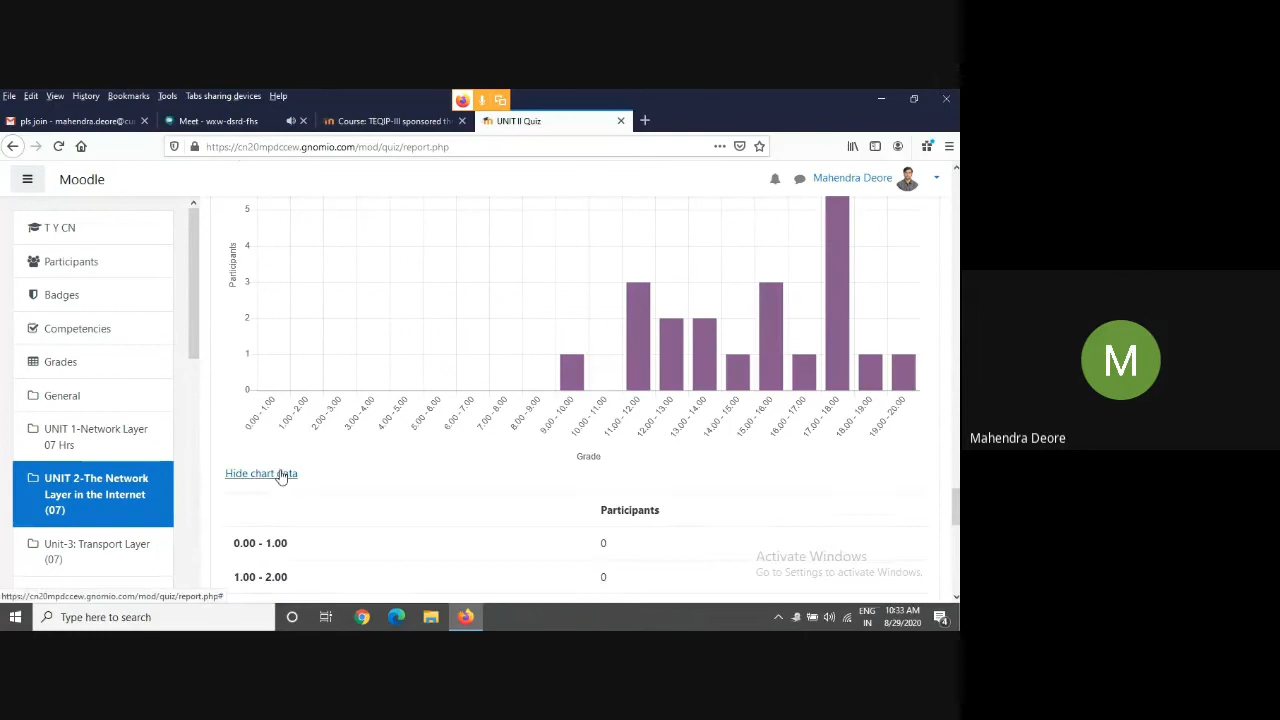 File Edit View History Bookmarks Tools Tabs sharing devices Help
pls join - mahendra.deore@cu
Meet - wxw-dsrd-fhs
Course: TEQIP-III sponsored th
UNIT II Quiz
https://cn20mpdccew.gnomio.com/mod/quiz/report.php
Moodle
Mahendra Deore
T Y CN
Participants
Badges
Competencies
Grades
General
UNIT 1-Network Layer
07 Hrs
UNIT 2-The Network
Layer in the Internet
(07)
Unit-3: Transport Layer
(07)
Participants
5
4
3
2
1
0
0.00 - 1.00
1.00 - 2.00
2.00 - 3.00
3.00 - 4.00
4.00 - 5.00
5.00 - 6.00
6.00 - 7.00
7.00 - 8.00
8.00 - 9.00
9.00 - 10.00
10.00 - 11.00
11.00 - 12.00
12.00 - 13.00
13.00 - 14.00
14.00 - 15.00
15.00 - 16.00
16.00 - 17.00
17.00 - 18.00
18.00 - 19.00
19.00 - 20.00
Grade
Hide chart data
Participants
0.00 - 1.00 0
1.00 - 2.00 0
Activate Windows
Go to Settings to activate Windows.
https://cn20mpdccew.gnomio.com/mod/quiz/report.php#
Type here to search
ENG
IN
10:33 AM
8/29/2020
4
M
Mahendra Deore